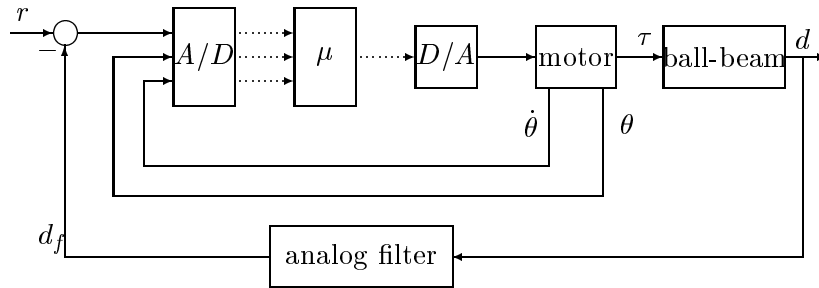 r
−
A/D
μ
D/A
motor
τ
ball-beam
d
θ̇
θ
d_f
analog filter